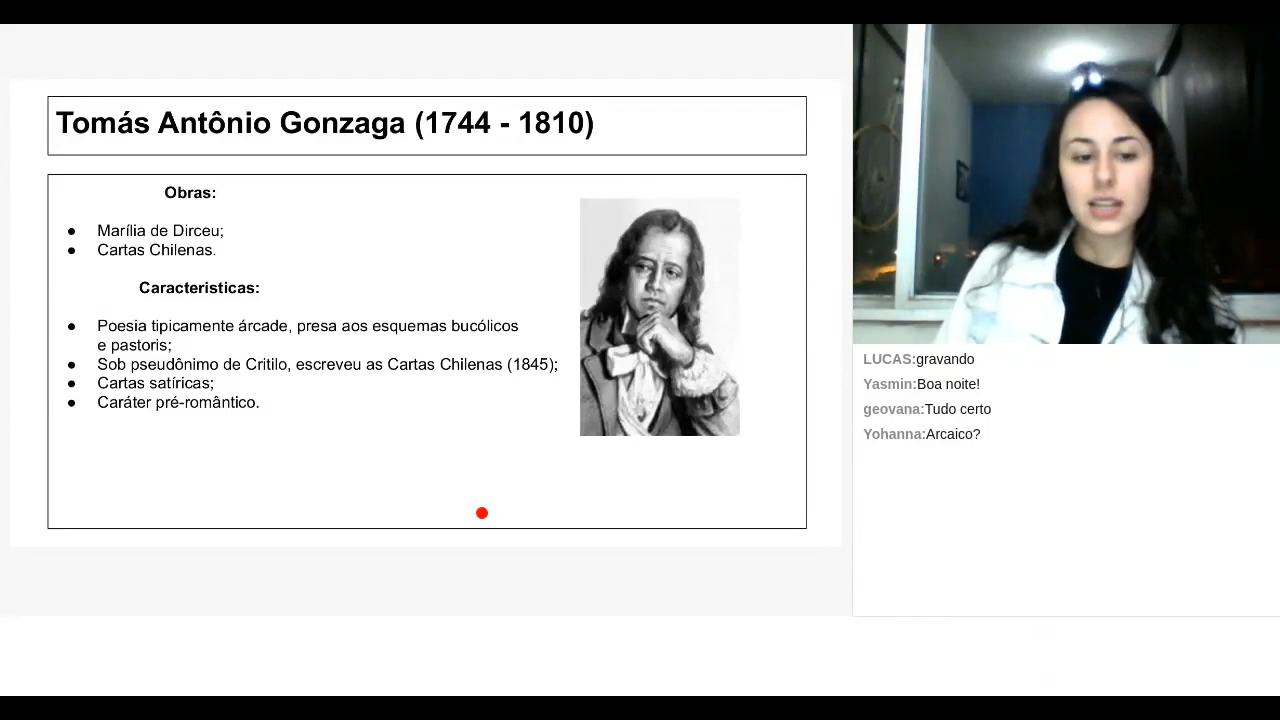 Tomás Antônio Gonzaga (1744 - 1810)
Obras:
● Marília de Dirceu;
● Cartas Chilenas.
Caracteristicas:
● Poesia tipicamente árcade, presa aos esquemas bucólicos
e pastoris;
● Sob pseudônimo de Critilo, escreveu as Cartas Chilenas (1845);
● Cartas satíricas;
● Caráter pré-romântico.
LUCAS:gravando
Yasmin:Boa noite!
geovana:Tudo certo
Yohanna:Arcaico?